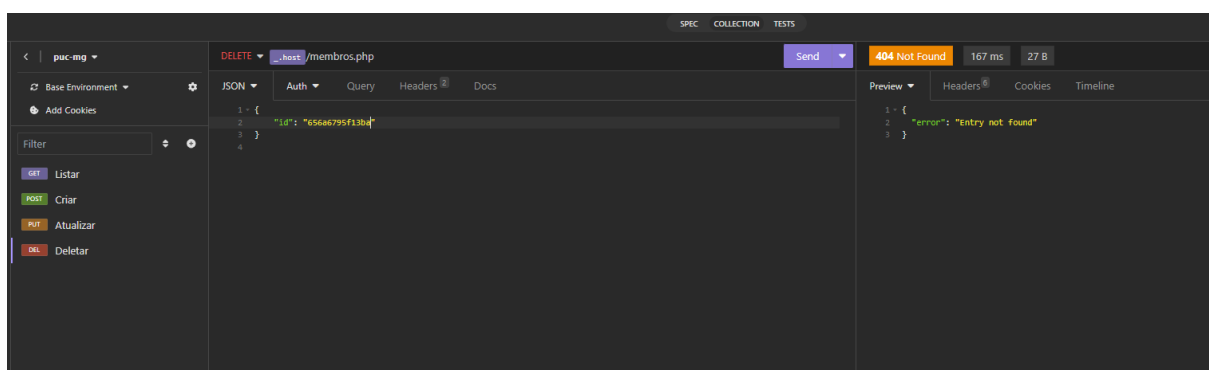 SPEC COLLECTION TESTS
< puc-mg
DELETE _.host /membros.php Send
404 Not Found 167 ms 27 B
Base Environment
Add Cookies
Filter
GET Listar
POST Criar
PUT Atualizar
DEL Deletar
JSON Auth Query Headers 2 Docs
1 {
2 "id": "656a6795f13ba"
3 }
4
Preview Headers 6 Cookies Timeline
1 {
2 "error": "Entry not found"
3 }